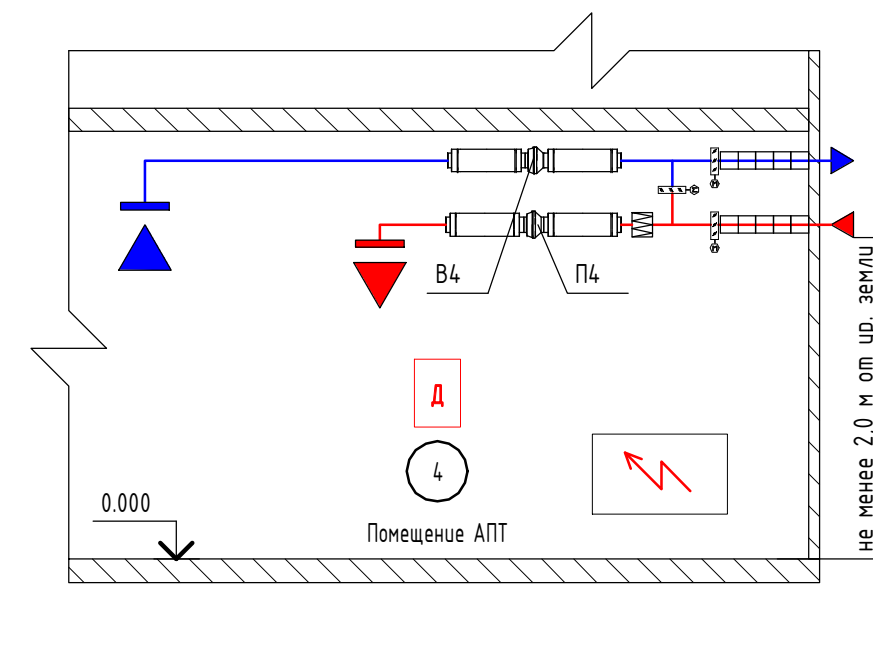 В4
П4
Д
4
0.000
Помещение АПТ
не менее 2.0 м от ур. земли